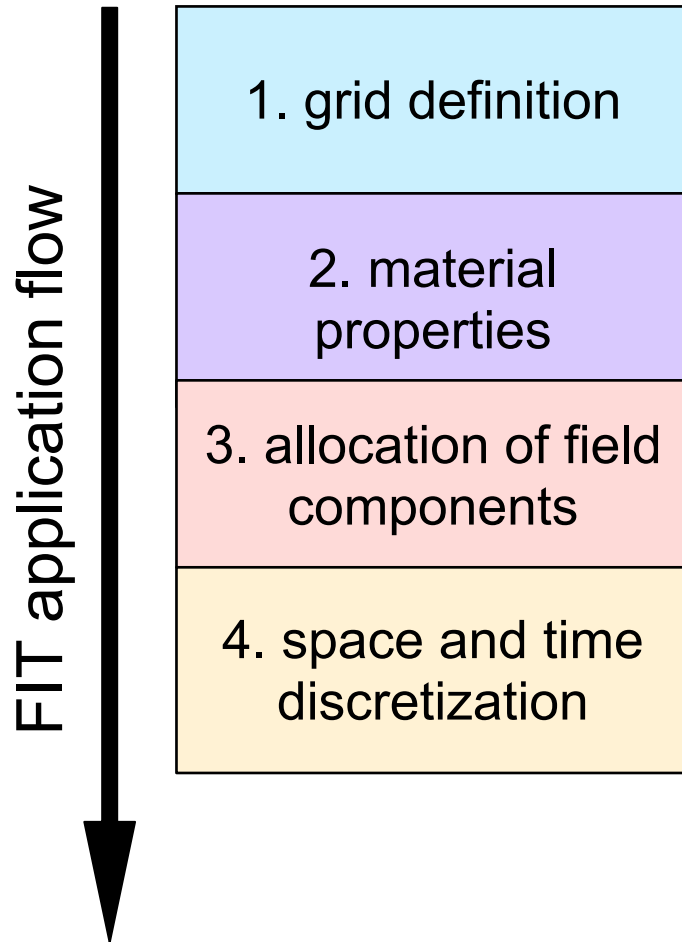 FIT application flow
1. grid definition
2. material
properties
3. allocation of field
components
4. space and time
discretization